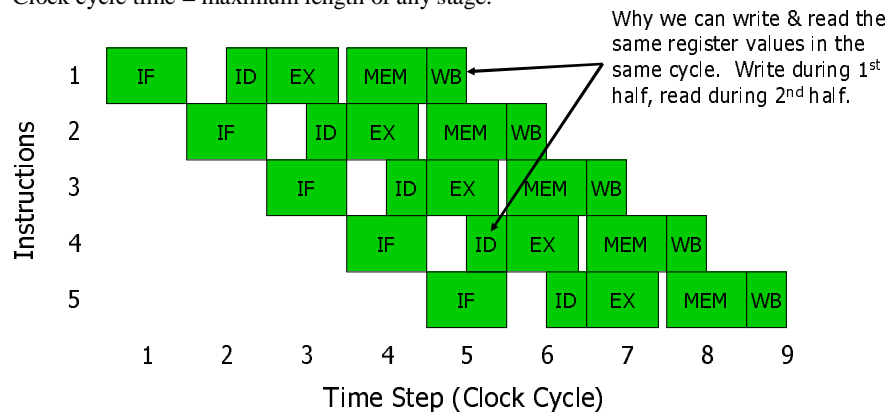 Clock cycle time = maximum length of any stage.
Why we can write & read the
same register values in the
same cycle. Write during 1st
half, read during 2nd half.
Instructions
1 IF ID EX MEM WB
2 IF ID EX MEM WB
3 IF ID EX MEM WB
4 IF ID EX MEM WB
5 IF ID EX MEM WB
1 2 3 4 5 6 7 8 9
Time Step (Clock Cycle)